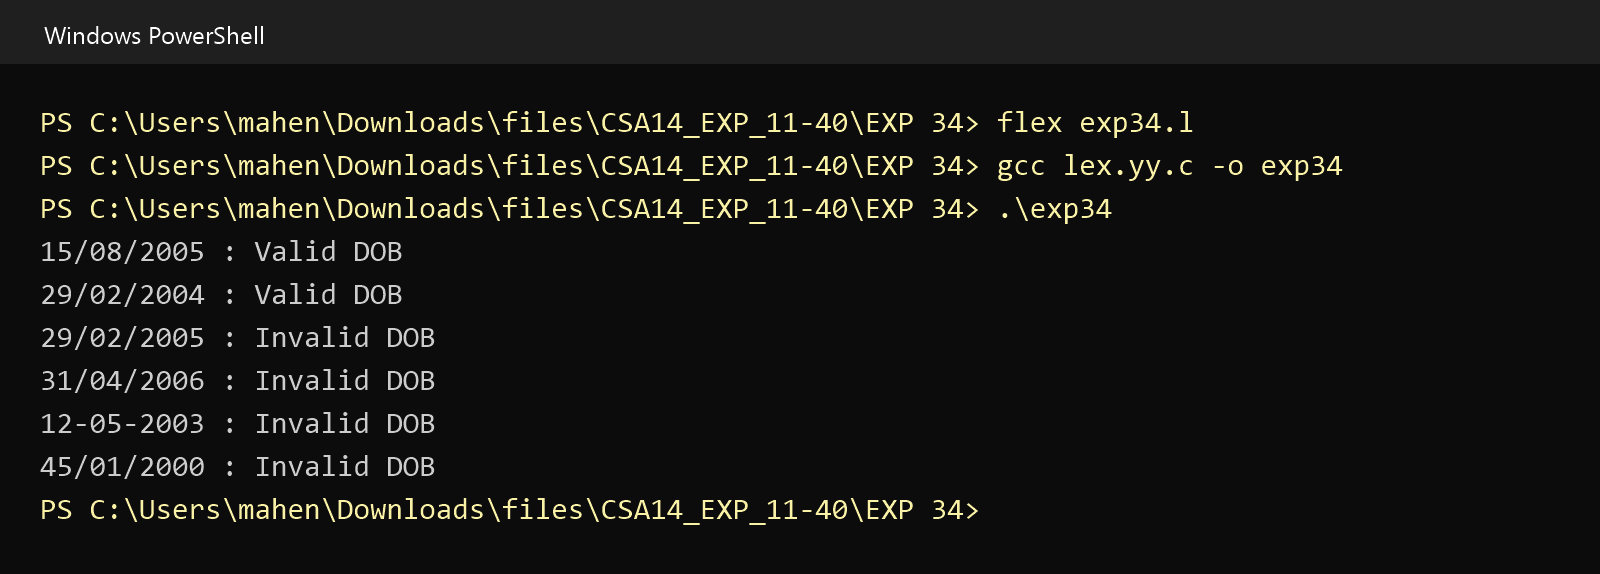 Windows PowerShell
PS C:\Users\mahen\Downloads\files\CSA14_EXP_11-40\EXP 34> flex exp34.l
PS C:\Users\mahen\Downloads\files\CSA14_EXP_11-40\EXP 34> gcc lex.yy.c -o exp34
PS C:\Users\mahen\Downloads\files\CSA14_EXP_11-40\EXP 34> .\exp34
15/08/2005 : Valid DOB
29/02/2004 : Valid DOB
29/02/2005 : Invalid DOB
31/04/2006 : Invalid DOB
12-05-2003 : Invalid DOB
45/01/2000 : Invalid DOB
PS C:\Users\mahen\Downloads\files\CSA14_EXP_11-40\EXP 34>